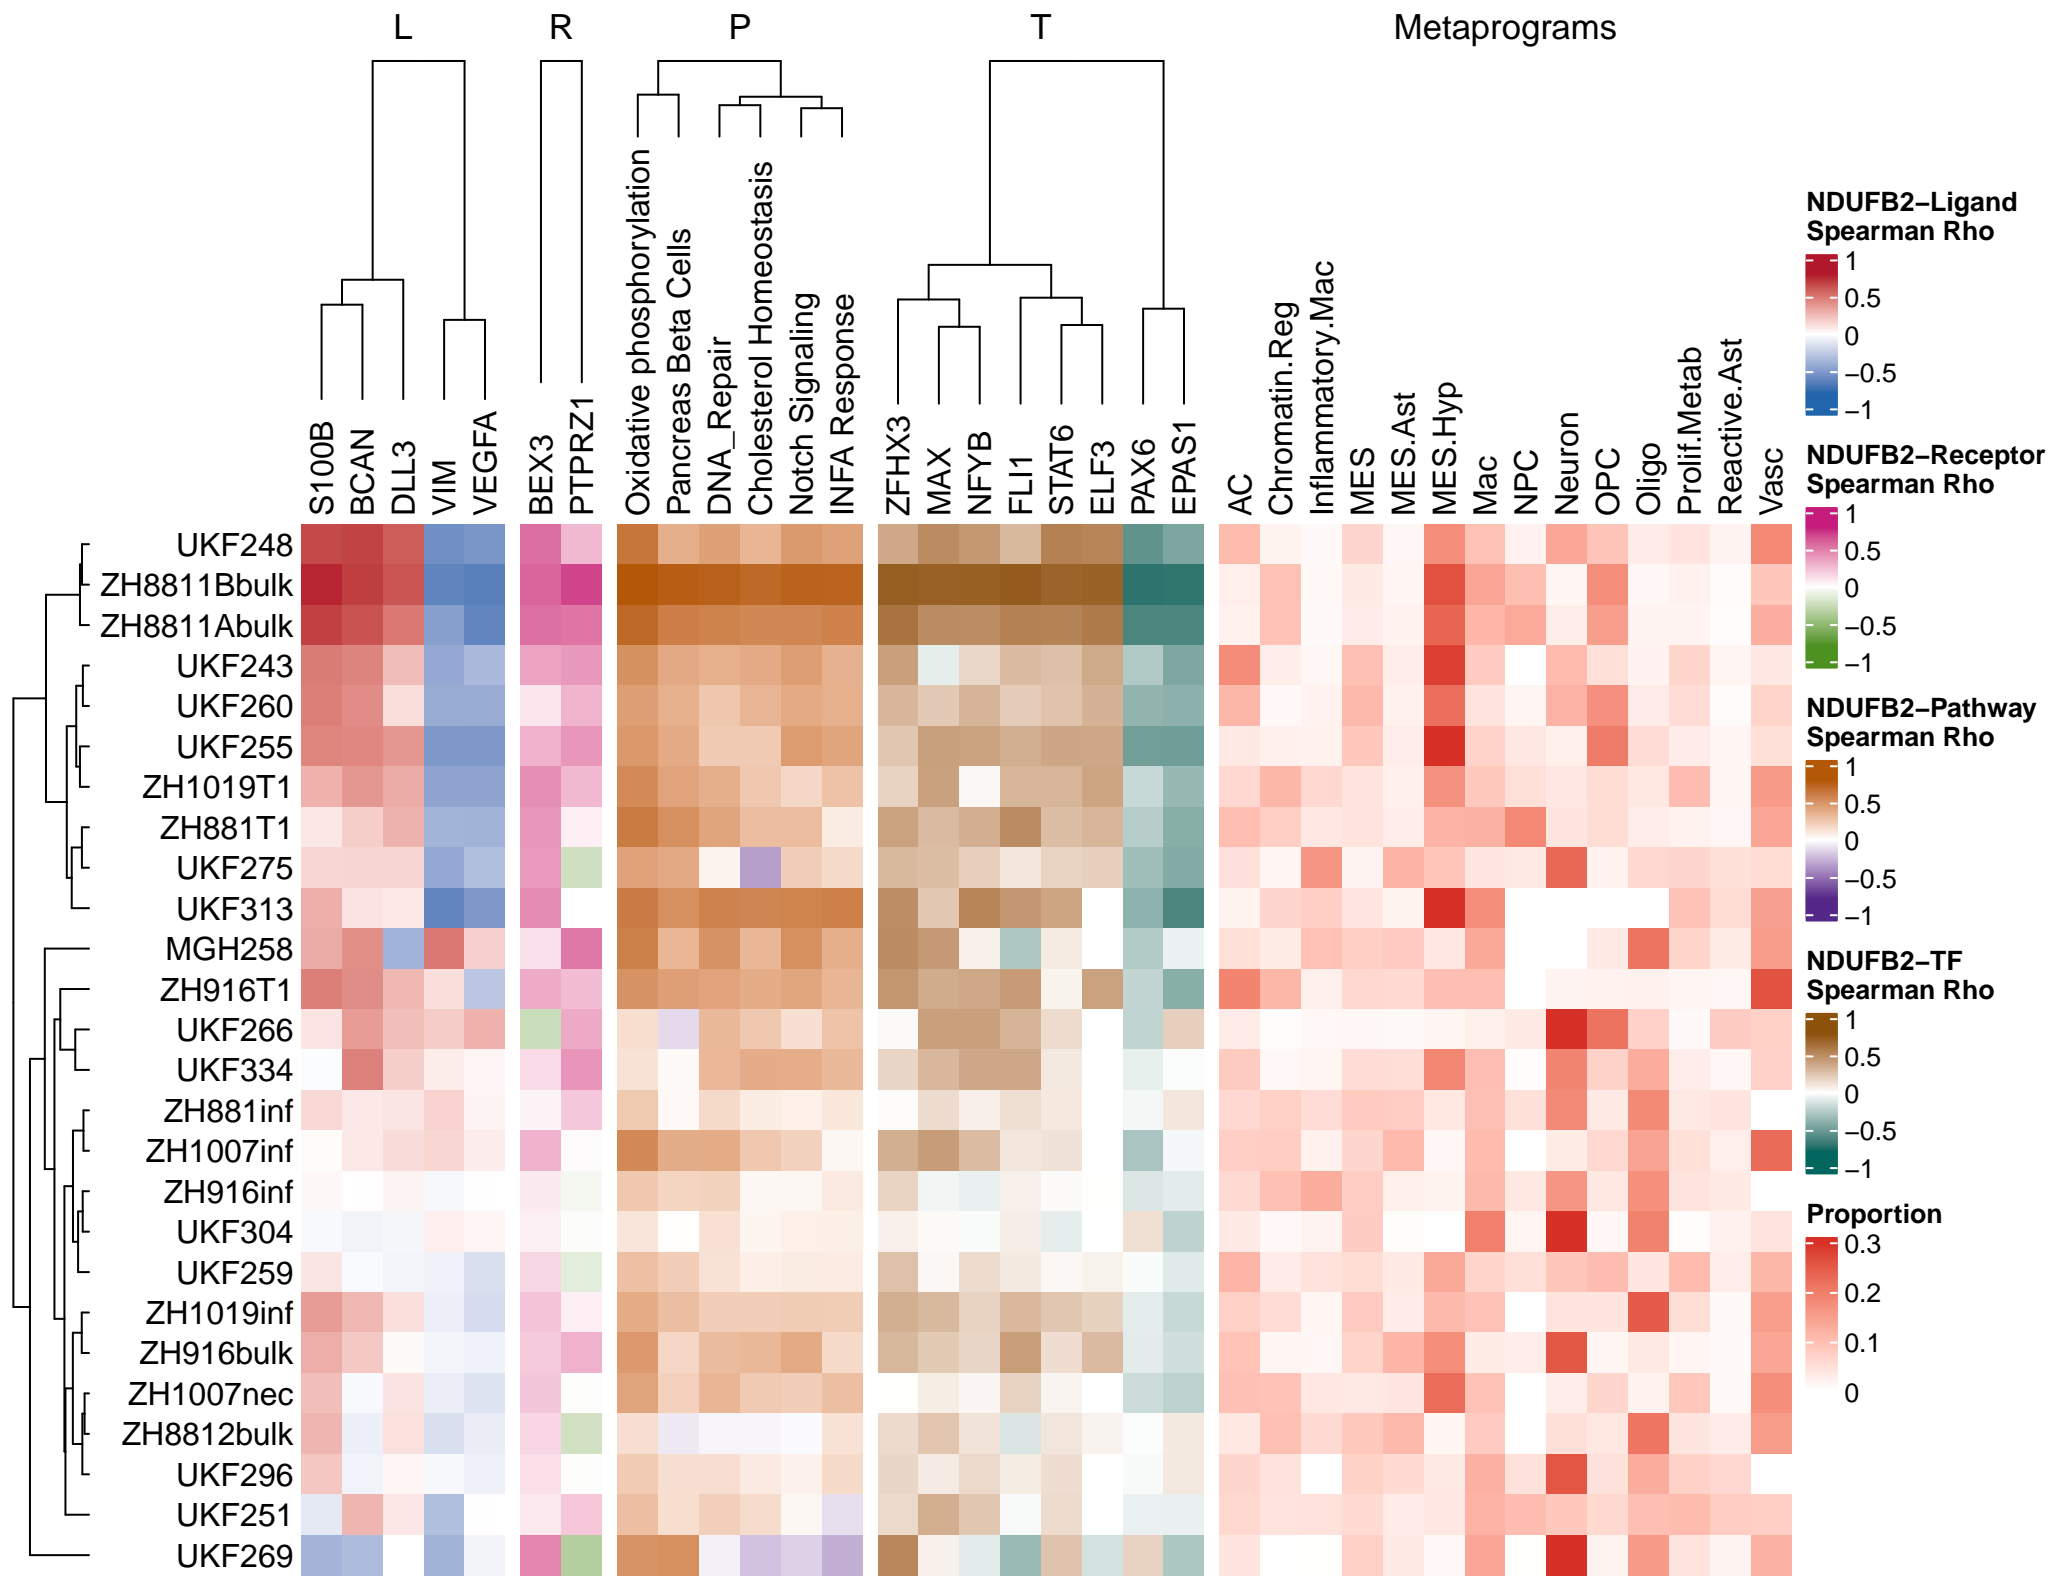 L R P T Metaprograms
S100B
BCAN
DLL3
VIM
VEGFA
BEX3
PTPRZ1
Oxidative phosphorylation
Pancreas Beta Cells
DNA_Repair
Cholesterol Homeostasis
Notch Signaling
INFA Response
ZFHX3
MAX
NFYB
FLI1
STAT6
ELF3
PAX6
EPAS1
AC
Chromatin.Reg
Inflammatory.Mac
MES
MES.Ast
MES.Hyp
Mac
NPC
Neuron
OPC
Oligo
Prolif.Metab
Reactive.Ast
Vasc
UKF248
ZH8811Bbulk
ZH8811Abulk
UKF243
UKF260
UKF255
ZH1019T1
ZH881T1
UKF275
UKF313
MGH258
ZH916T1
UKF266
UKF334
ZH881inf
ZH1007inf
ZH916inf
UKF304
UKF259
ZH1019inf
ZH916bulk
ZH1007nec
ZH8812bulk
UKF296
UKF251
UKF269
NDUFB2−Ligand
Spearman Rho
1
0.5
0
−0.5
−1
NDUFB2−Receptor
Spearman Rho
1
0.5
0
−0.5
−1
NDUFB2−Pathway
Spearman Rho
1
0.5
0
−0.5
−1
NDUFB2−TF
Spearman Rho
1
0.5
0
−0.5
−1
Proportion
0.3
0.2
0.1
0